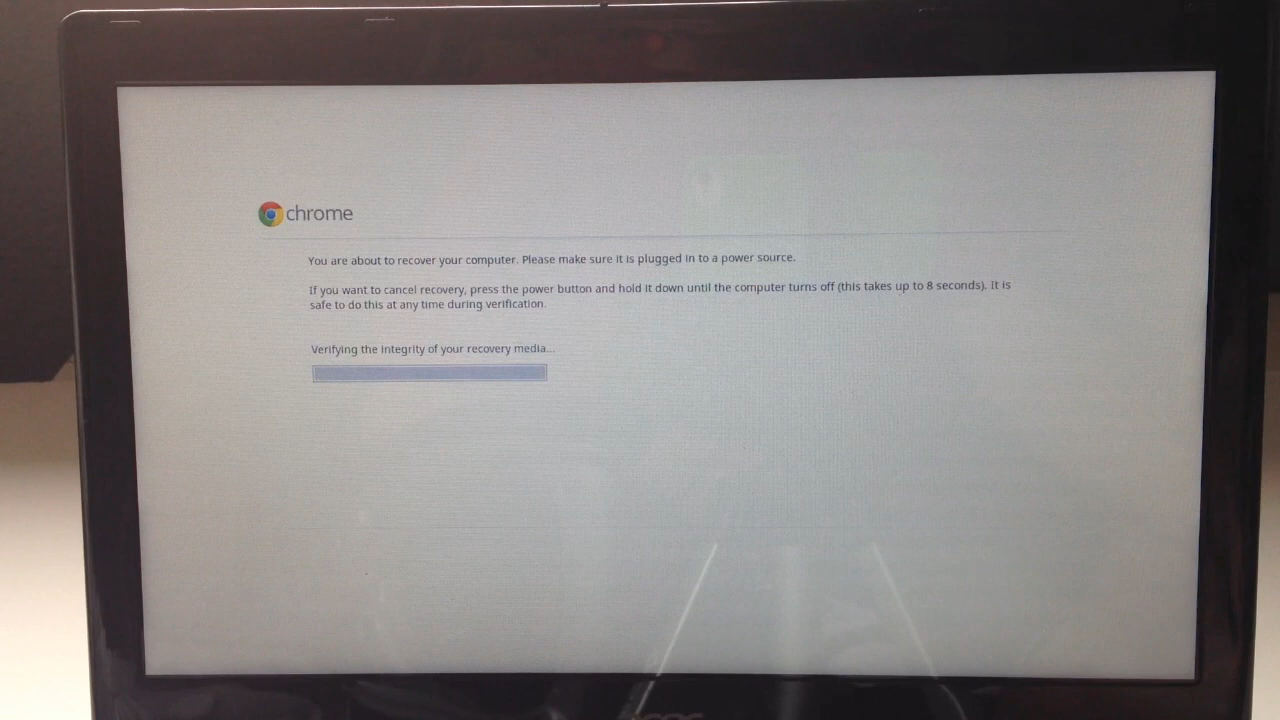 chrome
You are about to recover your computer. Please make sure it is plugged in to a power source.
If you want to cancel recovery, press the power button and hold it down until the computer turns off (this takes up to 8 seconds). It is
safe to do this at any time during verification.
Verifying the integrity of your recovery media...